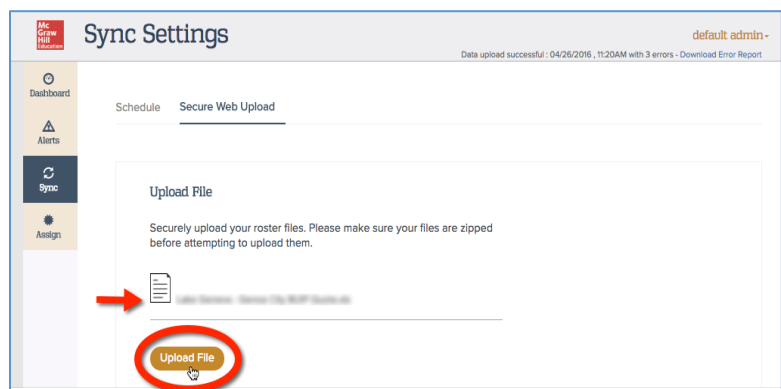 Mc
Graw
Hill
Education
Sync Settings
default admin
Data upload successful : 04/26/2016 , 11:20AM with 3 errors - Download Error Report
Dashboard
Alerts
Sync
Assign
Schedule
Secure Web Upload
Upload File
Securely upload your roster files. Please make sure your files are zipped
before attempting to upload them.
Upload File